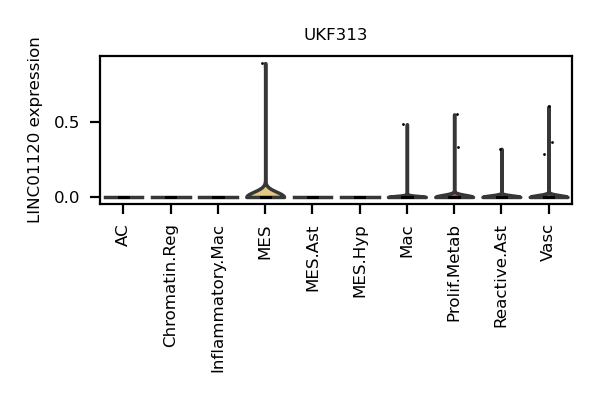 UKF313
LINC01120 expression
0.5
0.0
AC
Chromatin.Reg
Inflammatory.Mac
MES
MES.Ast
MES.Hyp
Mac
Prolif.Metab
Reactive.Ast
Vasc